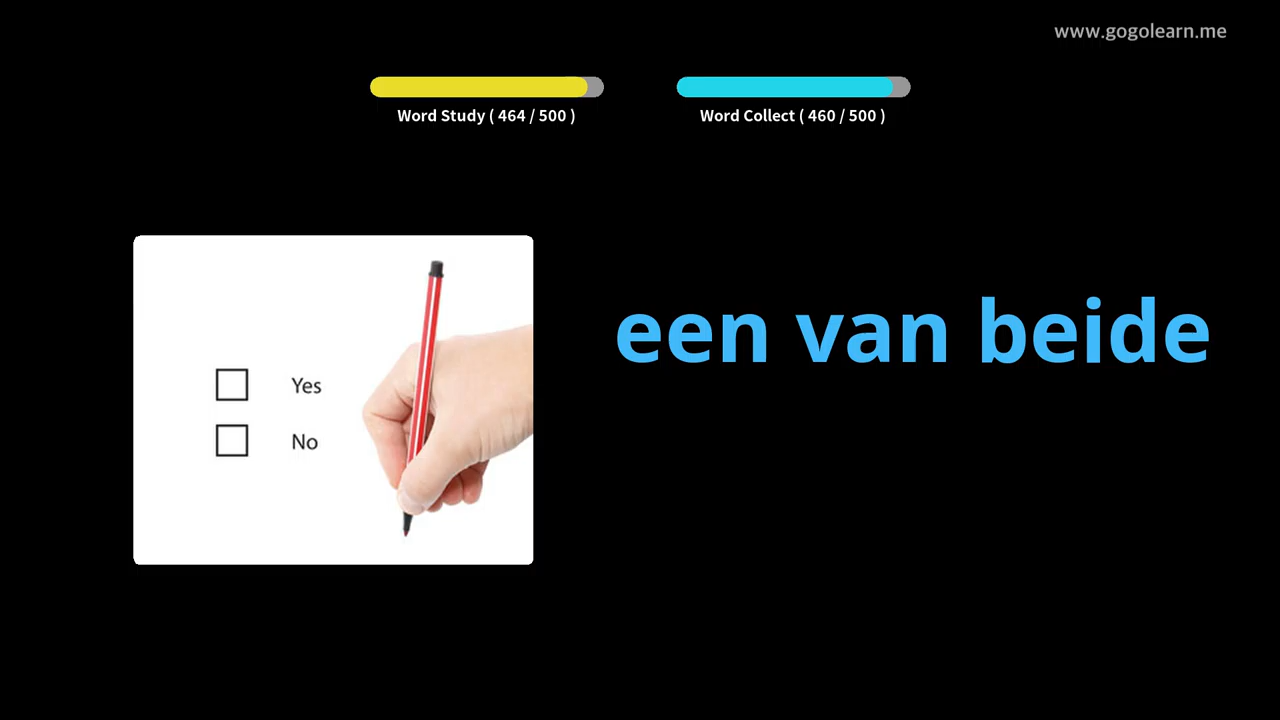 www.gogolearn.me
Word Study ( 464 / 500 )
Word Collect ( 460 / 500 )
een van beide
Yes
No